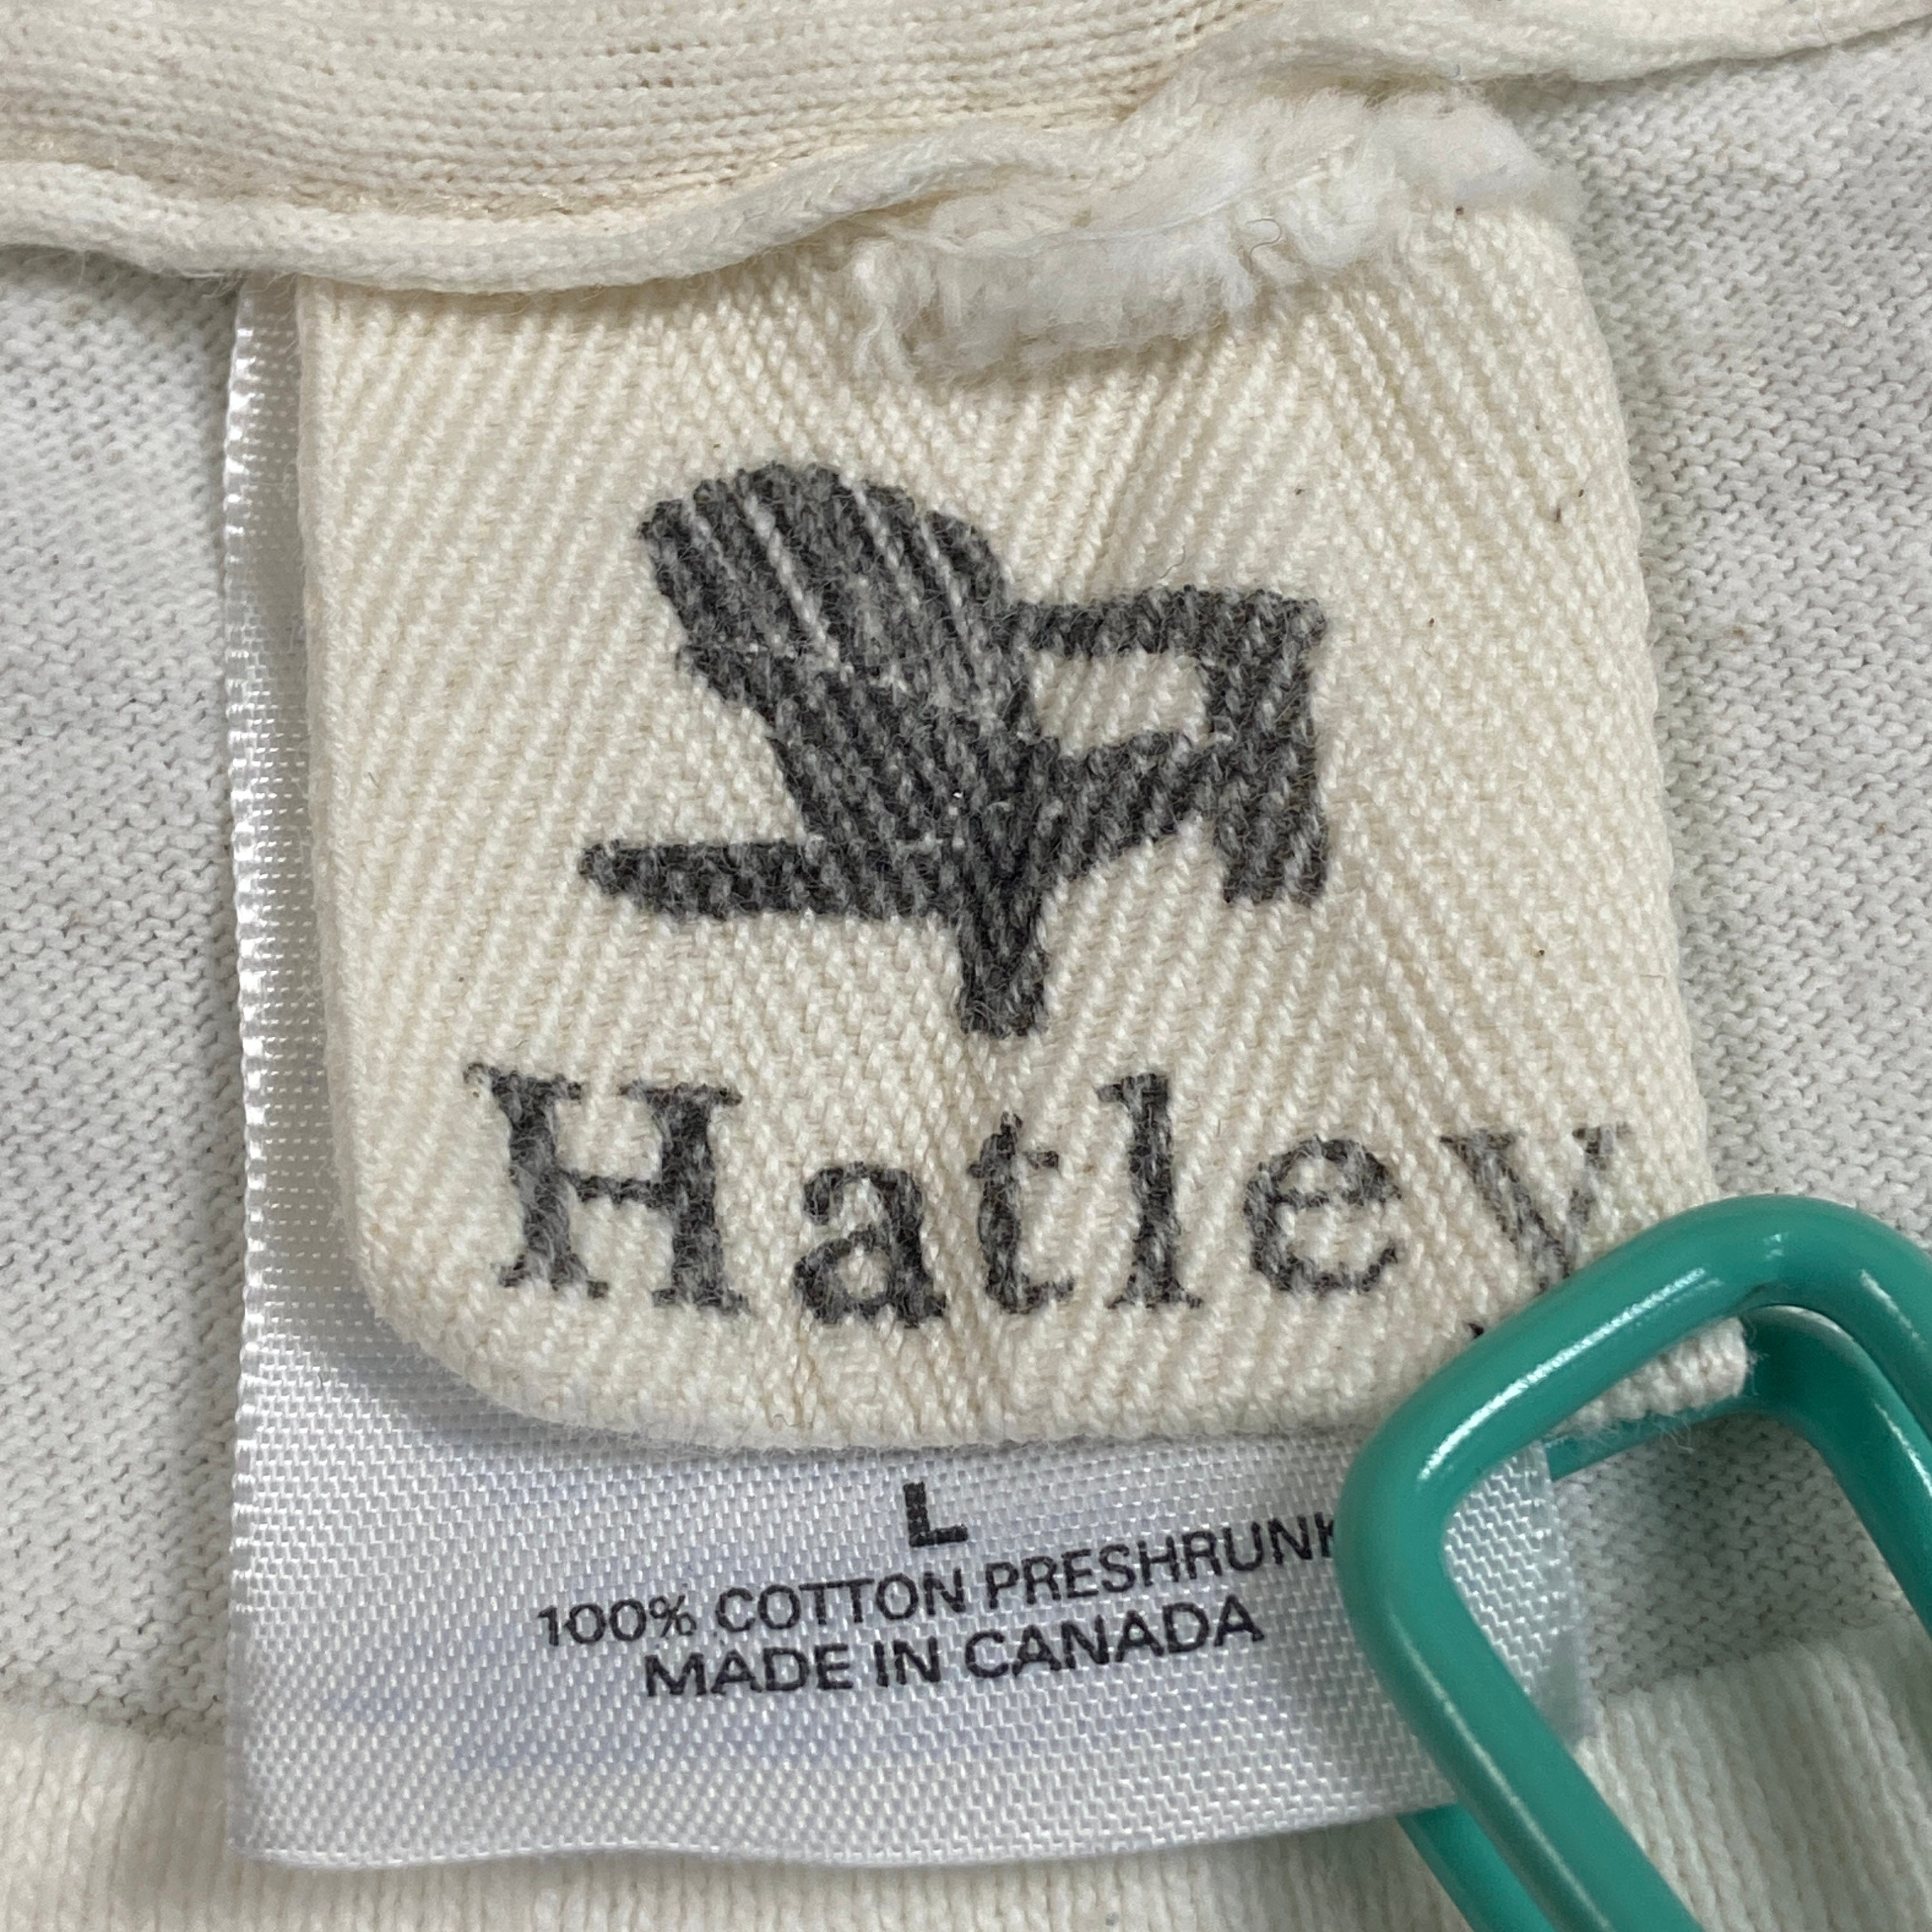 Hatley
L
100% COTTON PRESHRUNK
MADE IN CANADA